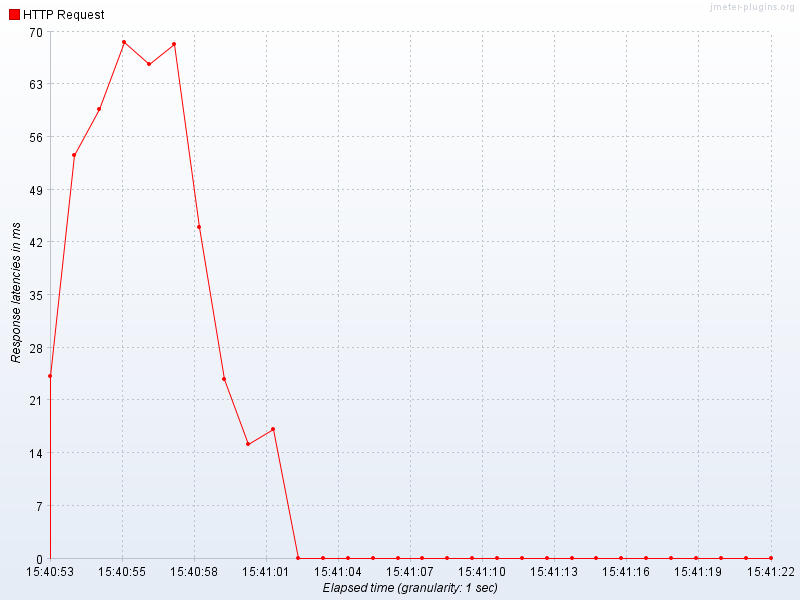 jmeter-plugins.org
HTTP Request
70
63
56
49
42
35
28
21
14
7
0
Response latencies in ms
15:40:53 15:40:55 15:40:58 15:41:01 15:41:04 15:41:07 15:41:10 15:41:13 15:41:16 15:41:19 15:41:22
Elapsed time (granularity: 1 sec)